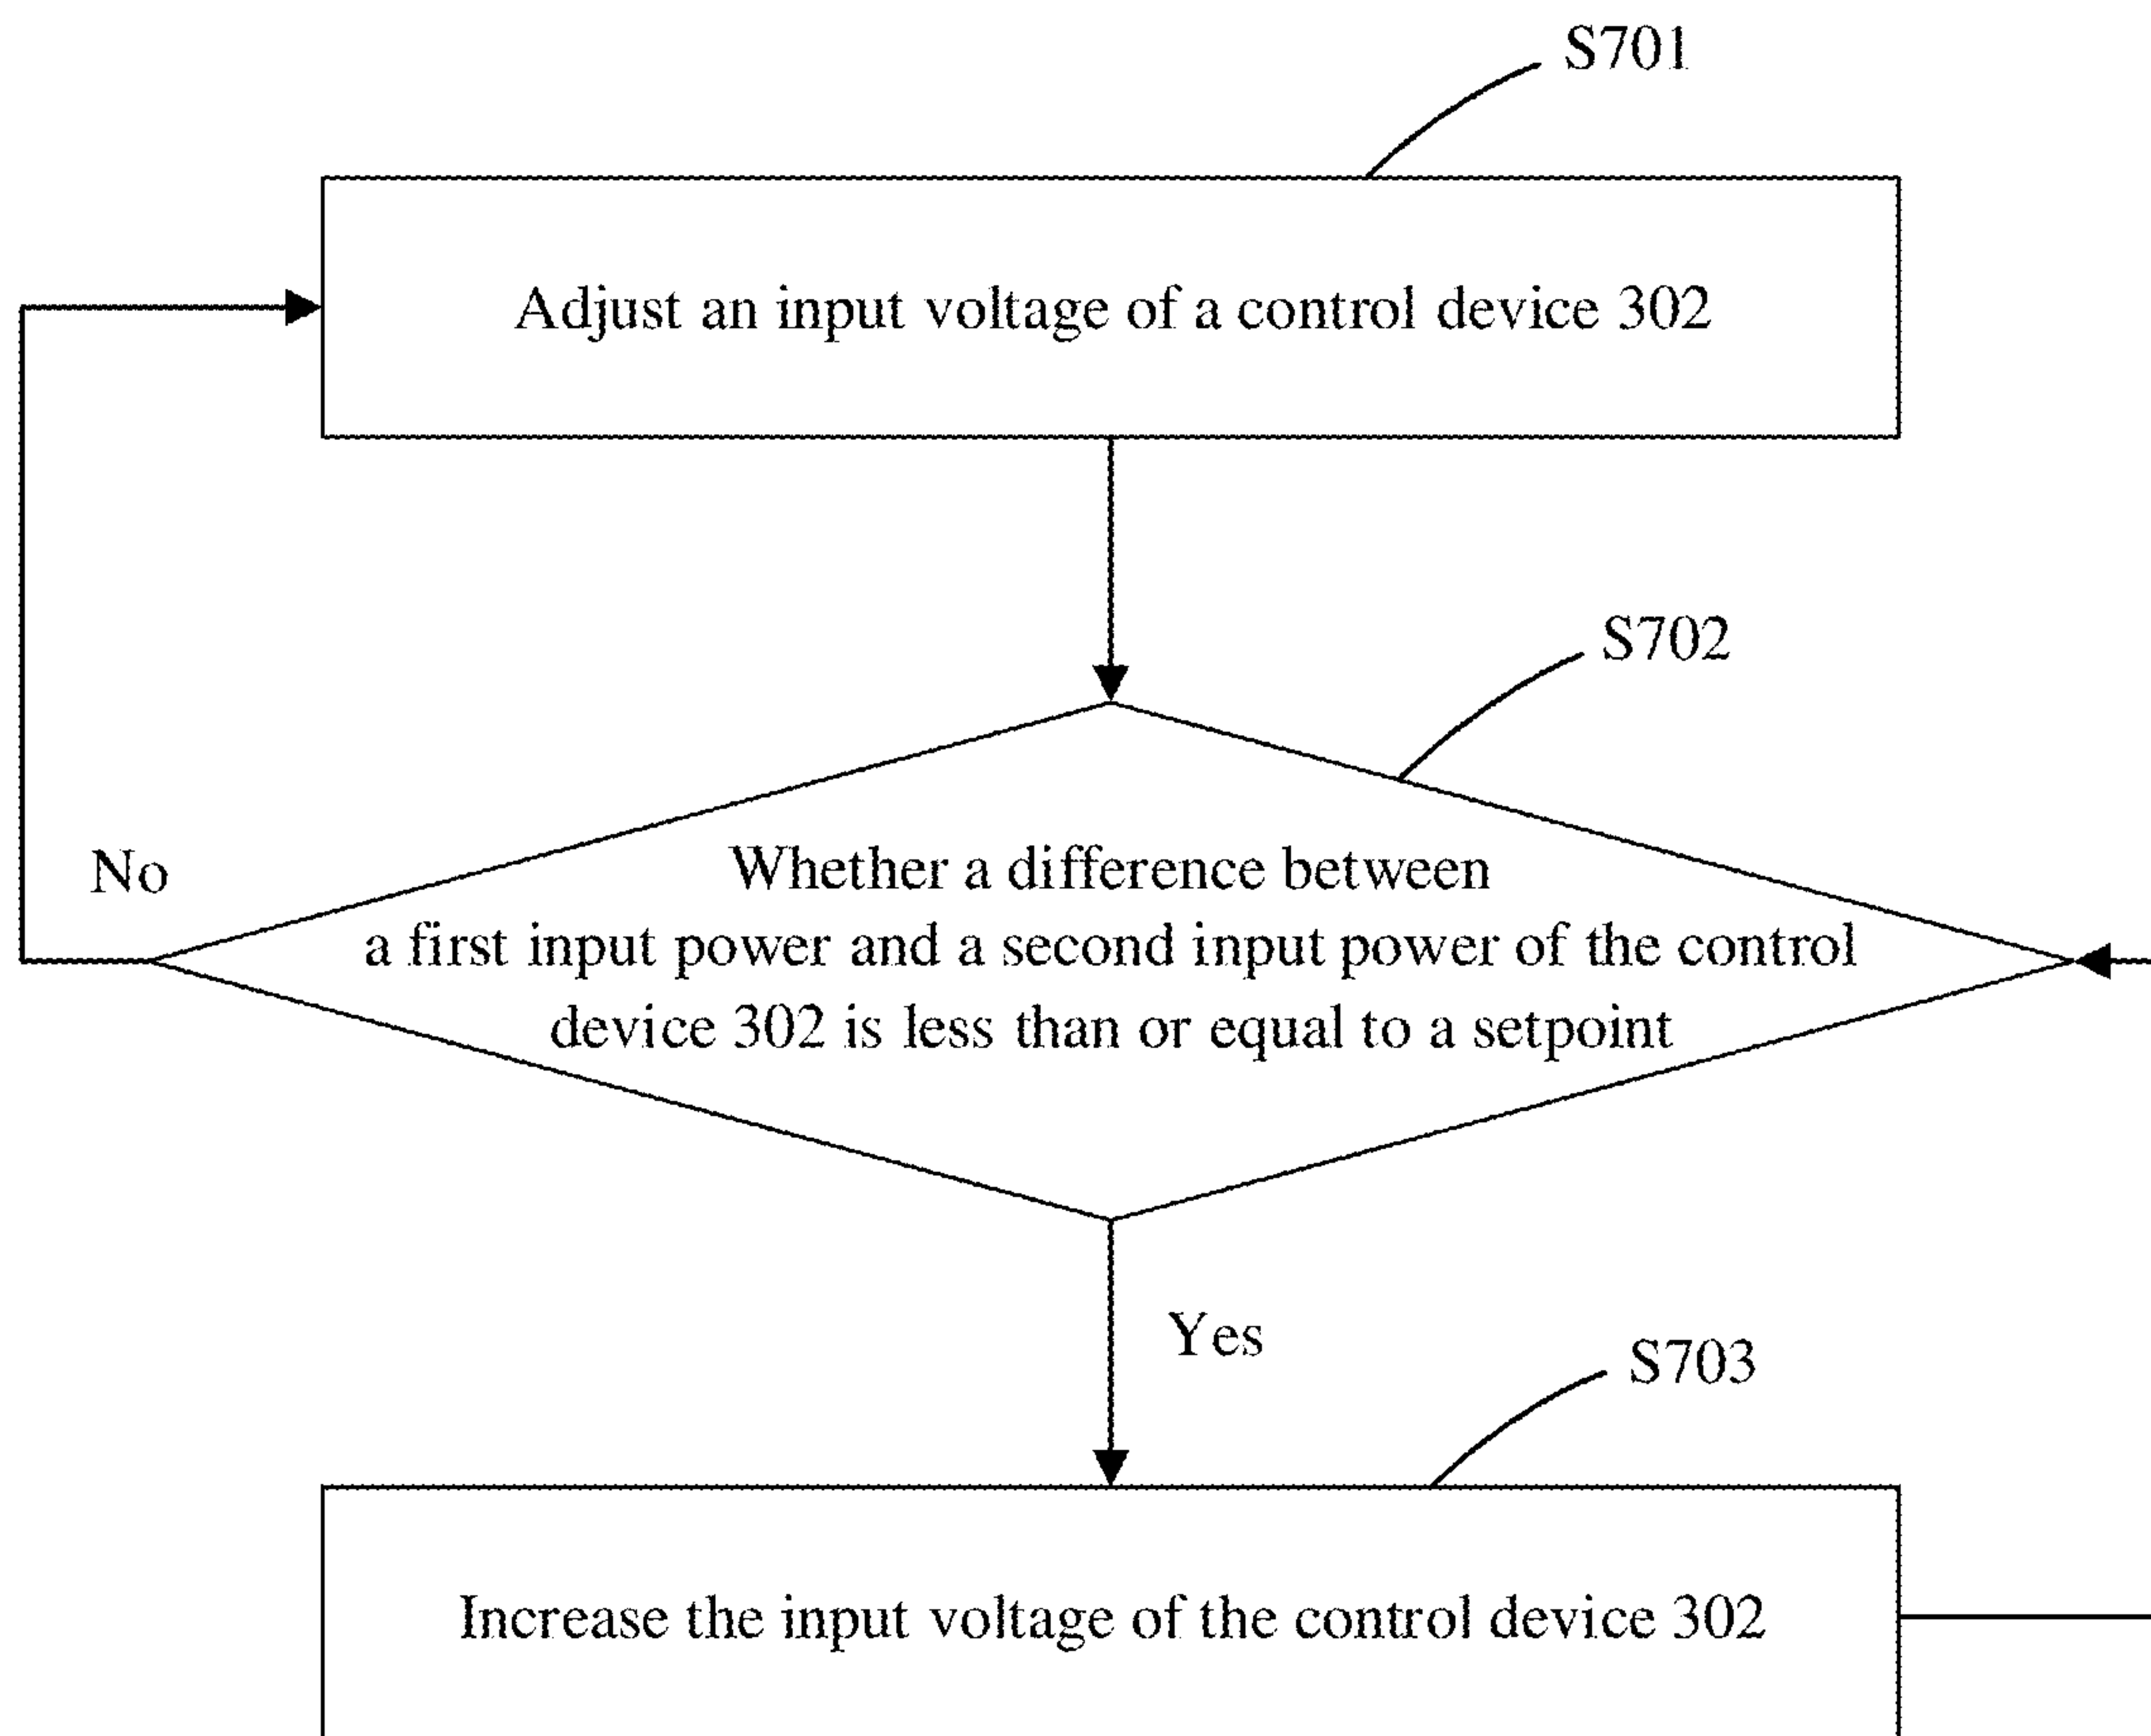 S701
Adjust an input voltage of a control device 302
S702
No
Whether a difference between
a first input power and a second input power of the control
device 302 is less than or equal to a setpoint
Yes
S703
Increase the input voltage of the control device 302